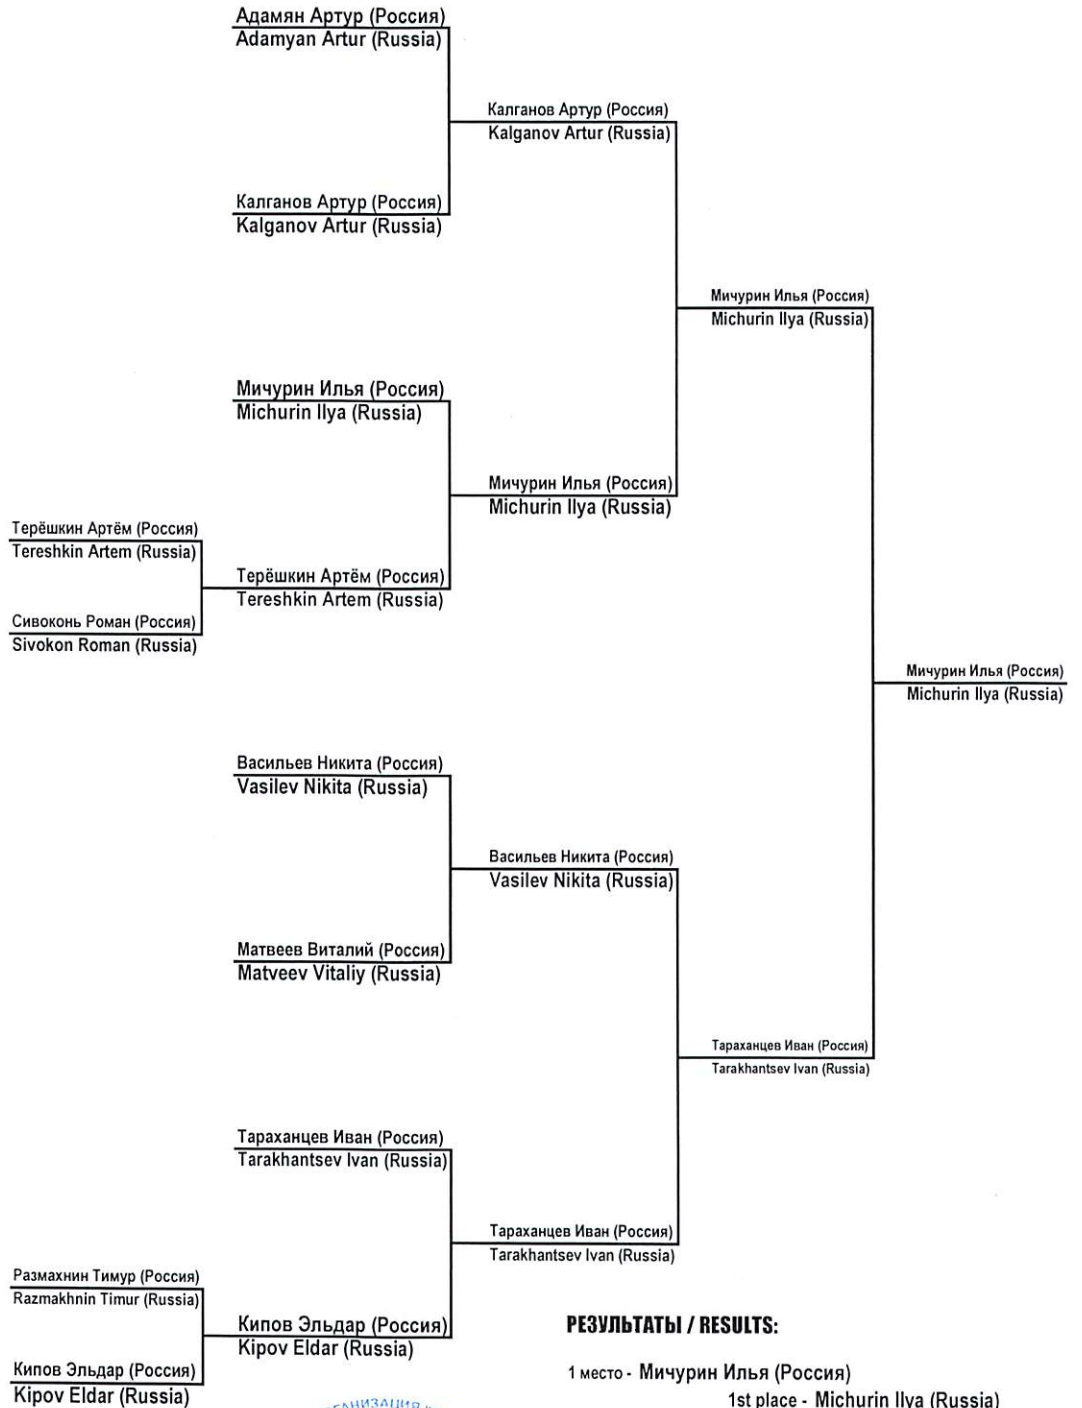 Адамян Артур (Россия)
Adamyan Artur (Russia)
Калганов Артур (Россия)
Kalganov Artur (Russia)
Калганов Артур (Россия)
Kalganov Artur (Russia)
Мичурин Илья (Россия)
Michurin Ilya (Russia)
Мичурин Илья (Россия)
Michurin Ilya (Russia)
Мичурин Илья (Россия)
Michurin Ilya (Russia)
Терёшкин Артём (Россия)
Tereshkin Artem (Russia)
Терёшкин Артём (Россия)
Tereshkin Artem (Russia)
Сивоконь Роман (Россия)
Sivokon Roman (Russia)
Мичурин Илья (Россия)
Michurin Ilya (Russia)
Васильев Никита (Россия)
Vasilev Nikita (Russia)
Васильев Никита (Россия)
Vasilev Nikita (Russia)
Матвеев Виталий (Россия)
Matveev Vitaliy (Russia)
Тараханцев Иван (Россия)
Tarakhantsev Ivan (Russia)
Тараханцев Иван (Россия)
Tarakhantsev Ivan (Russia)
Тараханцев Иван (Россия)
Tarakhantsev Ivan (Russia)
Размахнин Тимур (Россия)
Razmakhnin Timur (Russia)
Кипов Эльдар (Россия)
Kipov Eldar (Russia)
Кипов Эльдар (Россия)
Kipov Eldar (Russia)
РЕЗУЛЬТАТЫ / RESULTS:
1 место - Мичурин Илья (Россия)
1st place - Michurin Ilya (Russia)